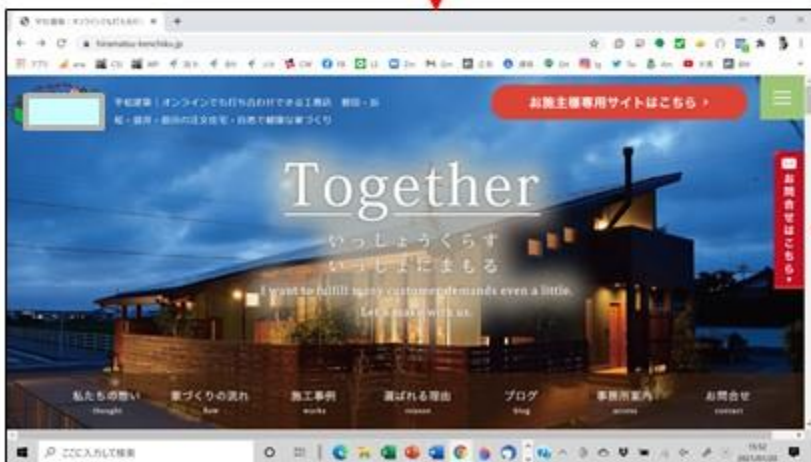 hiramatsu-kenchiku.jp
平松建築｜オンラインでも打ち合わせできる工務店 磐田・浜
松・袋井・掛川の注文住宅・自然で健康な家づくり
お施主様専用サイトはこちら
お問合せはこちら
Together
いっしょうくらす
いっしょにまもる
I want to fulfill many customer demands even a little.
Let's make with us.
私たちの想い
thought
家づくりの流れ
flow
施工事例
works
選ばれる理由
reason
ブログ
blog
事務所案内
access
お問合せ
contact
ここに入力して検索
15:52